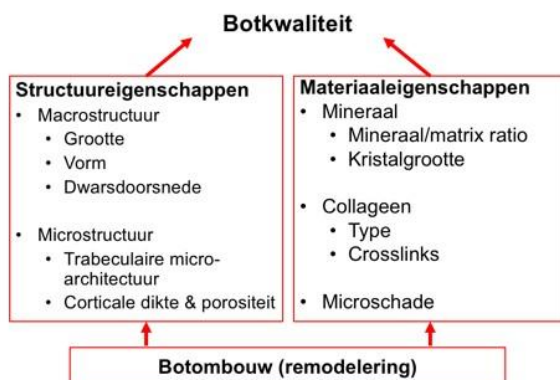 Botkwaliteit
Structuureigenschappen
• Macrostructuur
• Grootte
• Vorm
• Dwarsdoorsnede
• Microstructuur
• Trabeculaire micro-
architectuur
• Corticale dikte & porositeit
Materiaaleigenschappen
• Mineraal
• Mineraal/matrix ratio
• Kristalgrootte
• Collageen
• Type
• Crosslinks
• Microschade
Botombouw (remodelering)